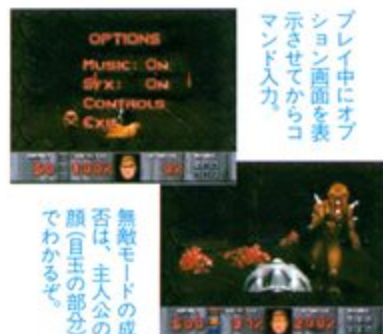 プレイ中にオプ
ション画面を表
示させてからコ
マンド入力。
OPTIONS
MUSIC: ON
SFX: ON
CONTROLS
EXIT
無敵モードの成
否は、主人公の
顔(目玉の部分)
でわかるぞ。
200%